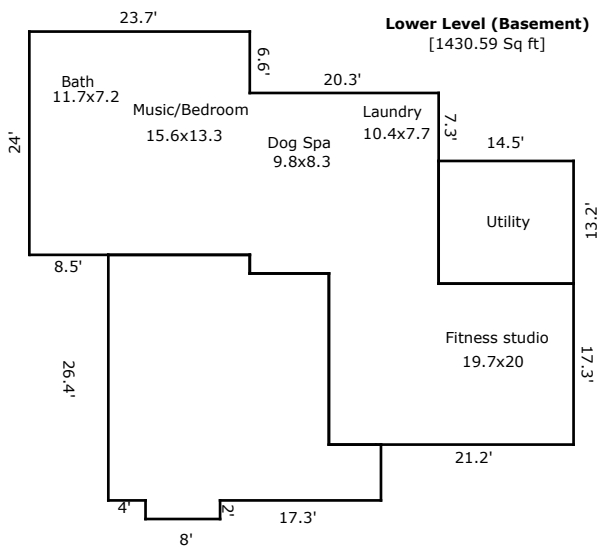 23.7'
Lower Level (Basement)
[1430.59 Sq ft]
6.6'
20.3'
Bath
11.7x7.2
Music/Bedroom
15.6x13.3
Laundry
10.4x7.7
7.3'
24'
Dog Spa
9.8x8.3
14.5'
Utility
13.2'
8.5'
Fitness studio
19.7x20
26.4'
17.3'
21.2'
4'
2'
17.3'
8'